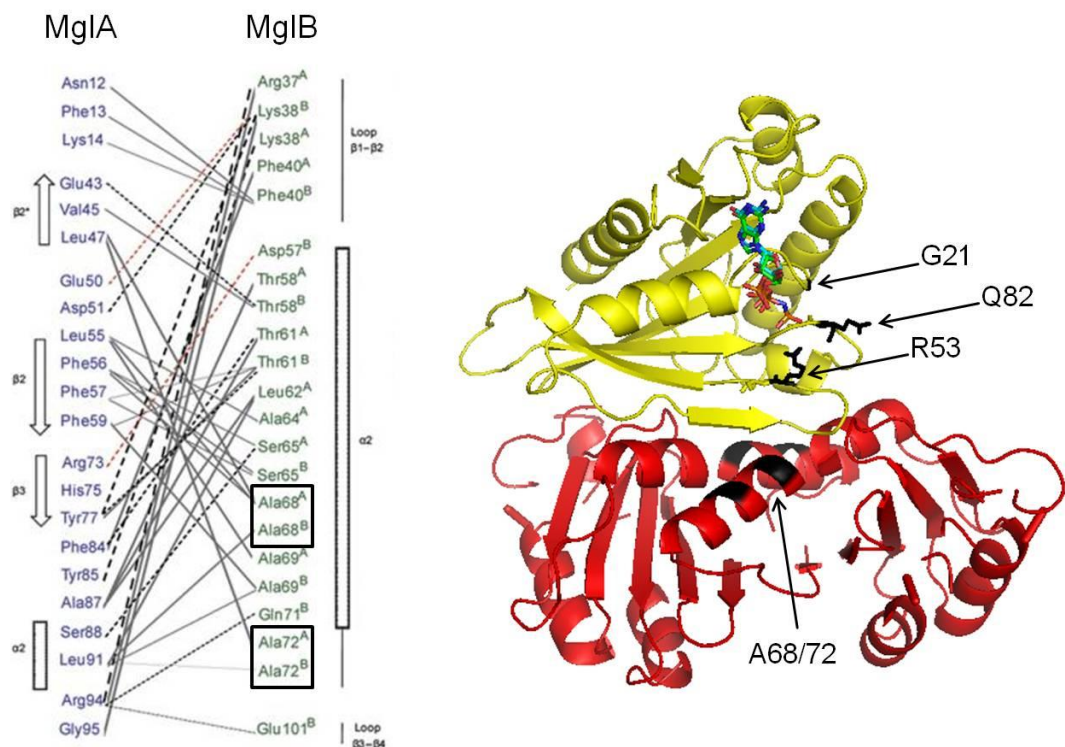 MglA
MglB
Asn12
Phe13
Lys14
Glu43
Val45
Leu47
Glu50
Asp51
Leu55
Phe56
Phe57
Phe59
Arg73
His75
Tyr77
Phe84
Tyr85
Ala87
Ser88
Leu91
Arg94
Gly95
β2*
β2
β3
α2
Arg37A
Lys38B
Lys38A
Phe40A
Phe40B
Asp57B
Thr58A
Thr58B
Thr61A
Thr61B
Leu62A
Ala64A
Ser65A
Ser65B
Ala68A
Ala68B
Ala69A
Ala69B
Gln71B
Ala72A
Ala72B
Glu101B
Loop
β1-β2
α2
Loop
β3-β4
G21
Q82
R53
A68/72